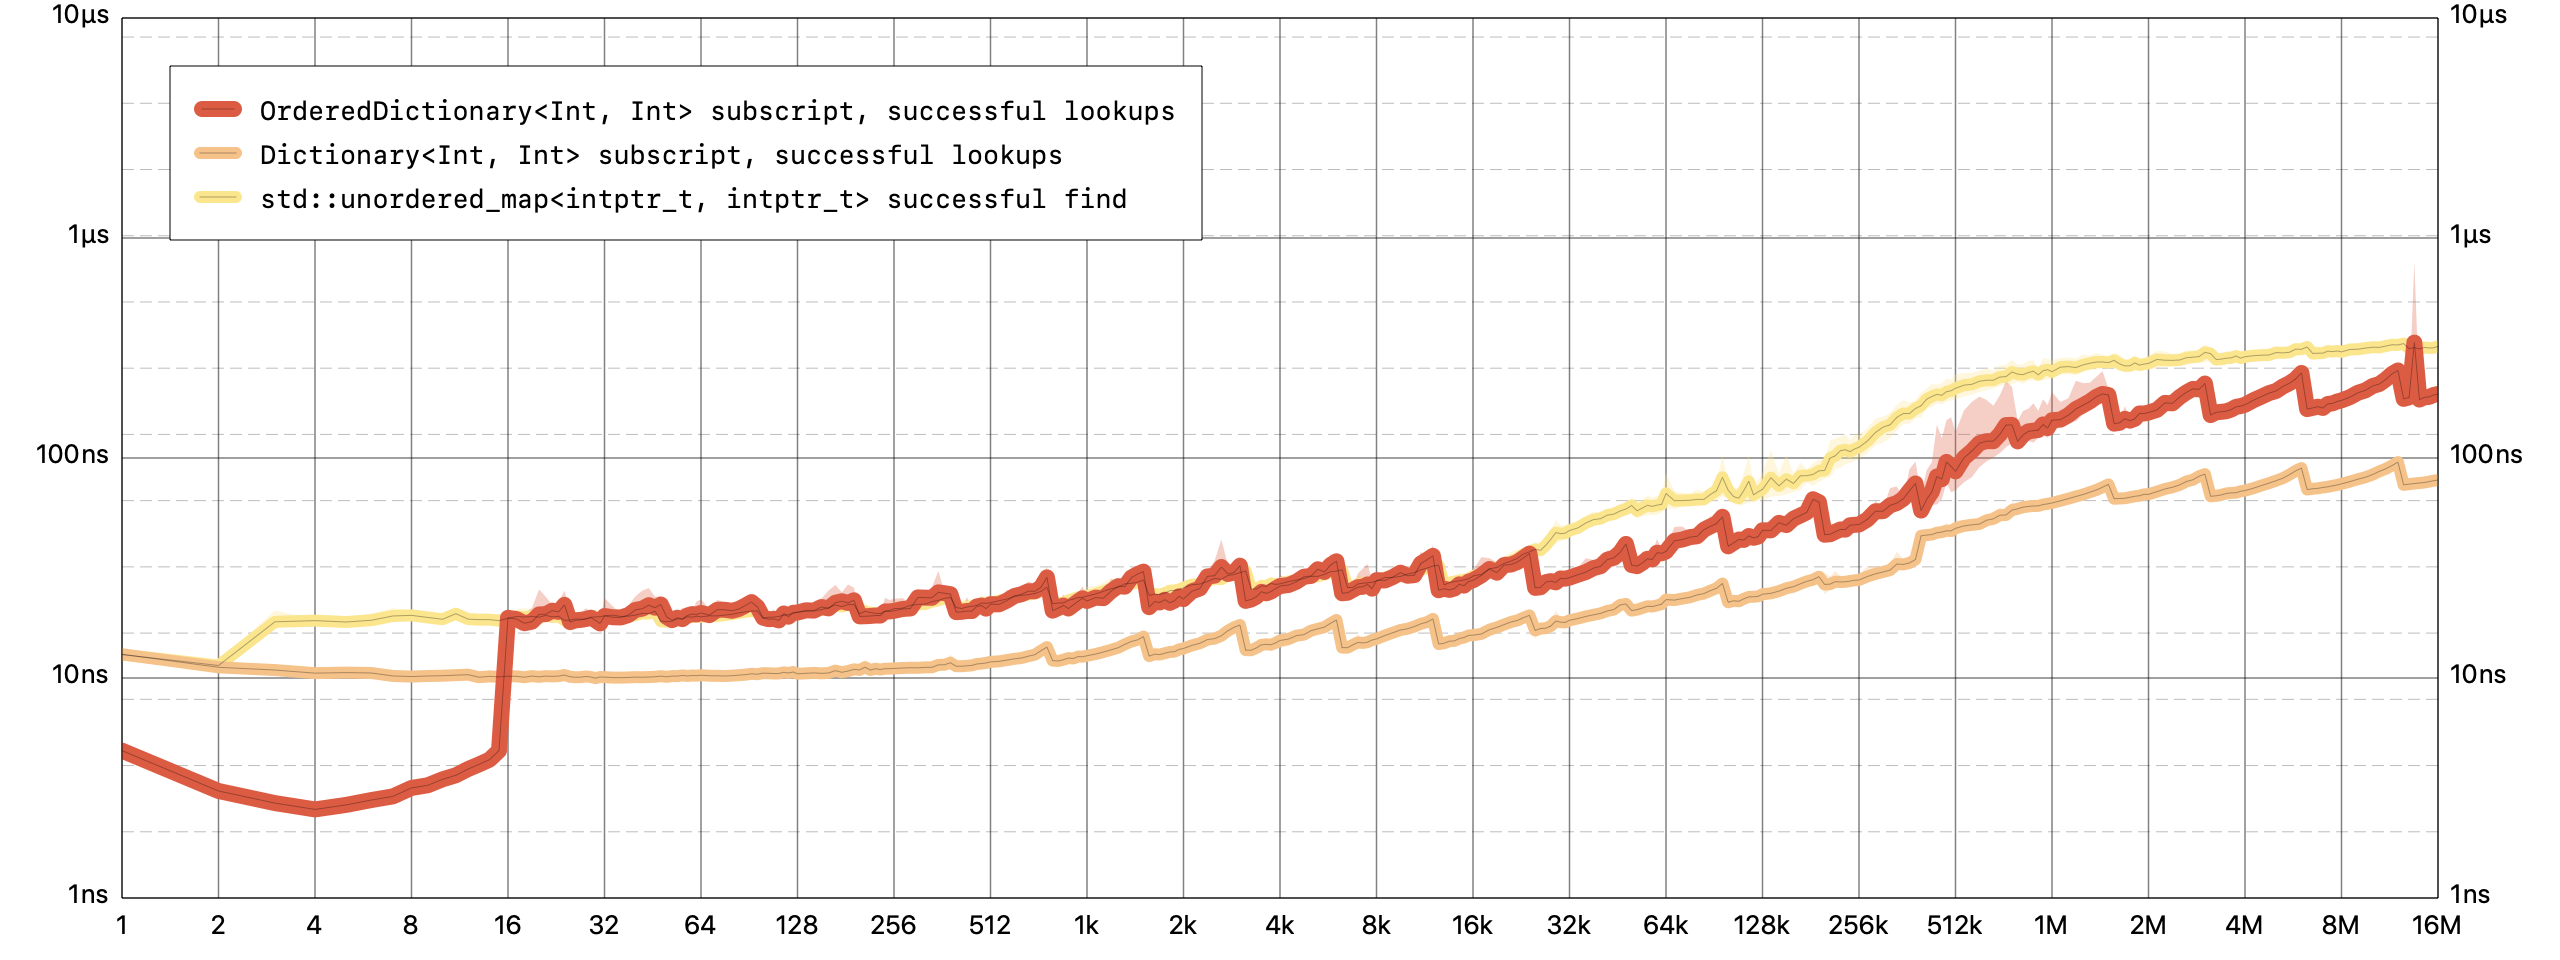 10µs 10µs
OrderedDictionary<Int, Int> subscript, successful lookups
Dictionary<Int, Int> subscript, successful lookups
std::unordered_map<intptr_t, intptr_t> successful find
1µs 1µs
100ns 100ns
10ns 10ns
1ns 1ns
1 2 4 8 16 32 64 128 256 512 1k 2k 4k 8k 16k 32k 64k 128k 256k 512k 1M 2M 4M 8M 16M